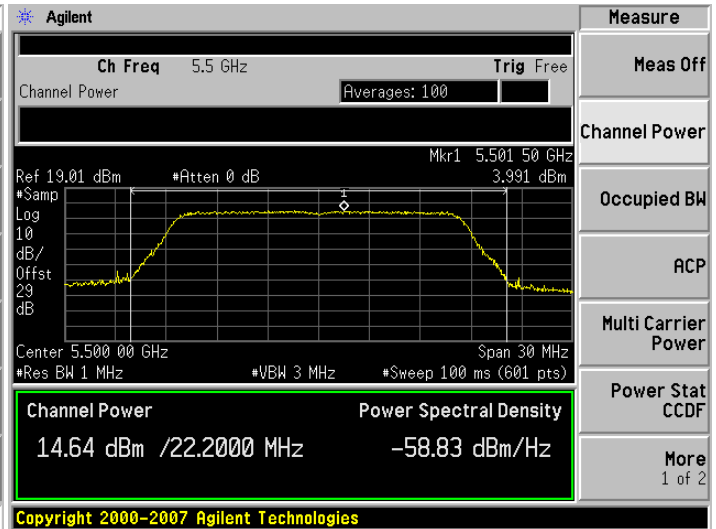 Agilent
Measure
Ch Freq 5.5 GHz Trig Free
Channel Power Averages: 100
Mkr1 5.501 50 GHz
Ref 19.01 dBm #Atten 0 dB 3.991 dBm
#Samp
Log
10
dB/
Offst
29
dB
1
Center 5.500 00 GHz Span 30 MHz
#Res BW 1 MHz #VBW 3 MHz #Sweep 100 ms (601 pts)
Channel Power Power Spectral Density
14.64 dBm /22.2000 MHz -58.83 dBm/Hz
Copyright 2000-2007 Agilent Technologies
Meas Off
Channel Power
Occupied BW
ACP
Multi Carrier
Power
Power Stat
CCDF
More
1 of 2